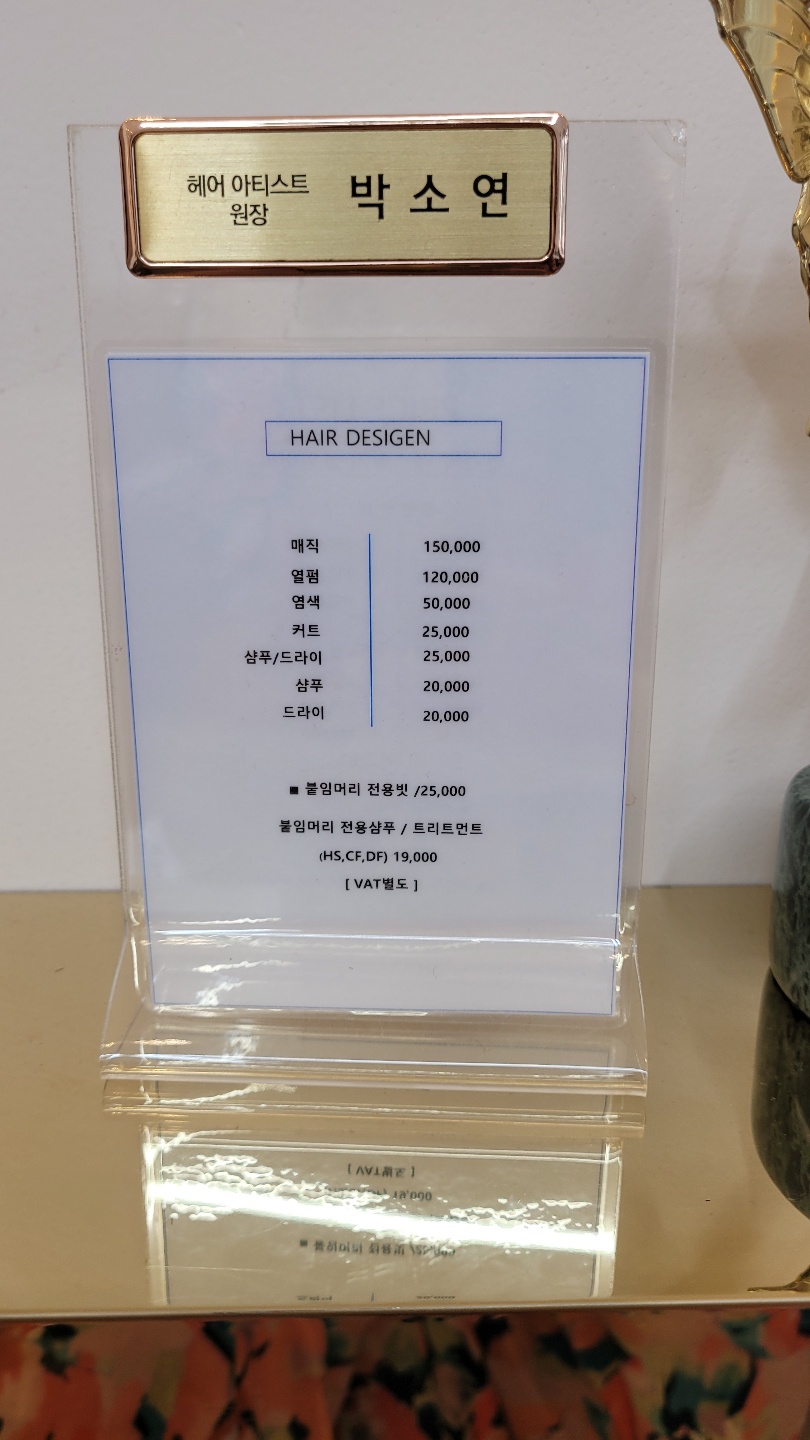 헤어 아티스트
원장
박 소 연
HAIR DESIGEN
매직 150,000
열펌 120,000
염색 50,000
커트 25,000
샴푸/드라이 25,000
샴푸 20,000
드라이 20,000
■ 붙임머리 전용빗 /25,000
붙임머리 전용샴푸 / 트리트먼트
(HS,CF,DF) 19,000
[ VAT별도 ]